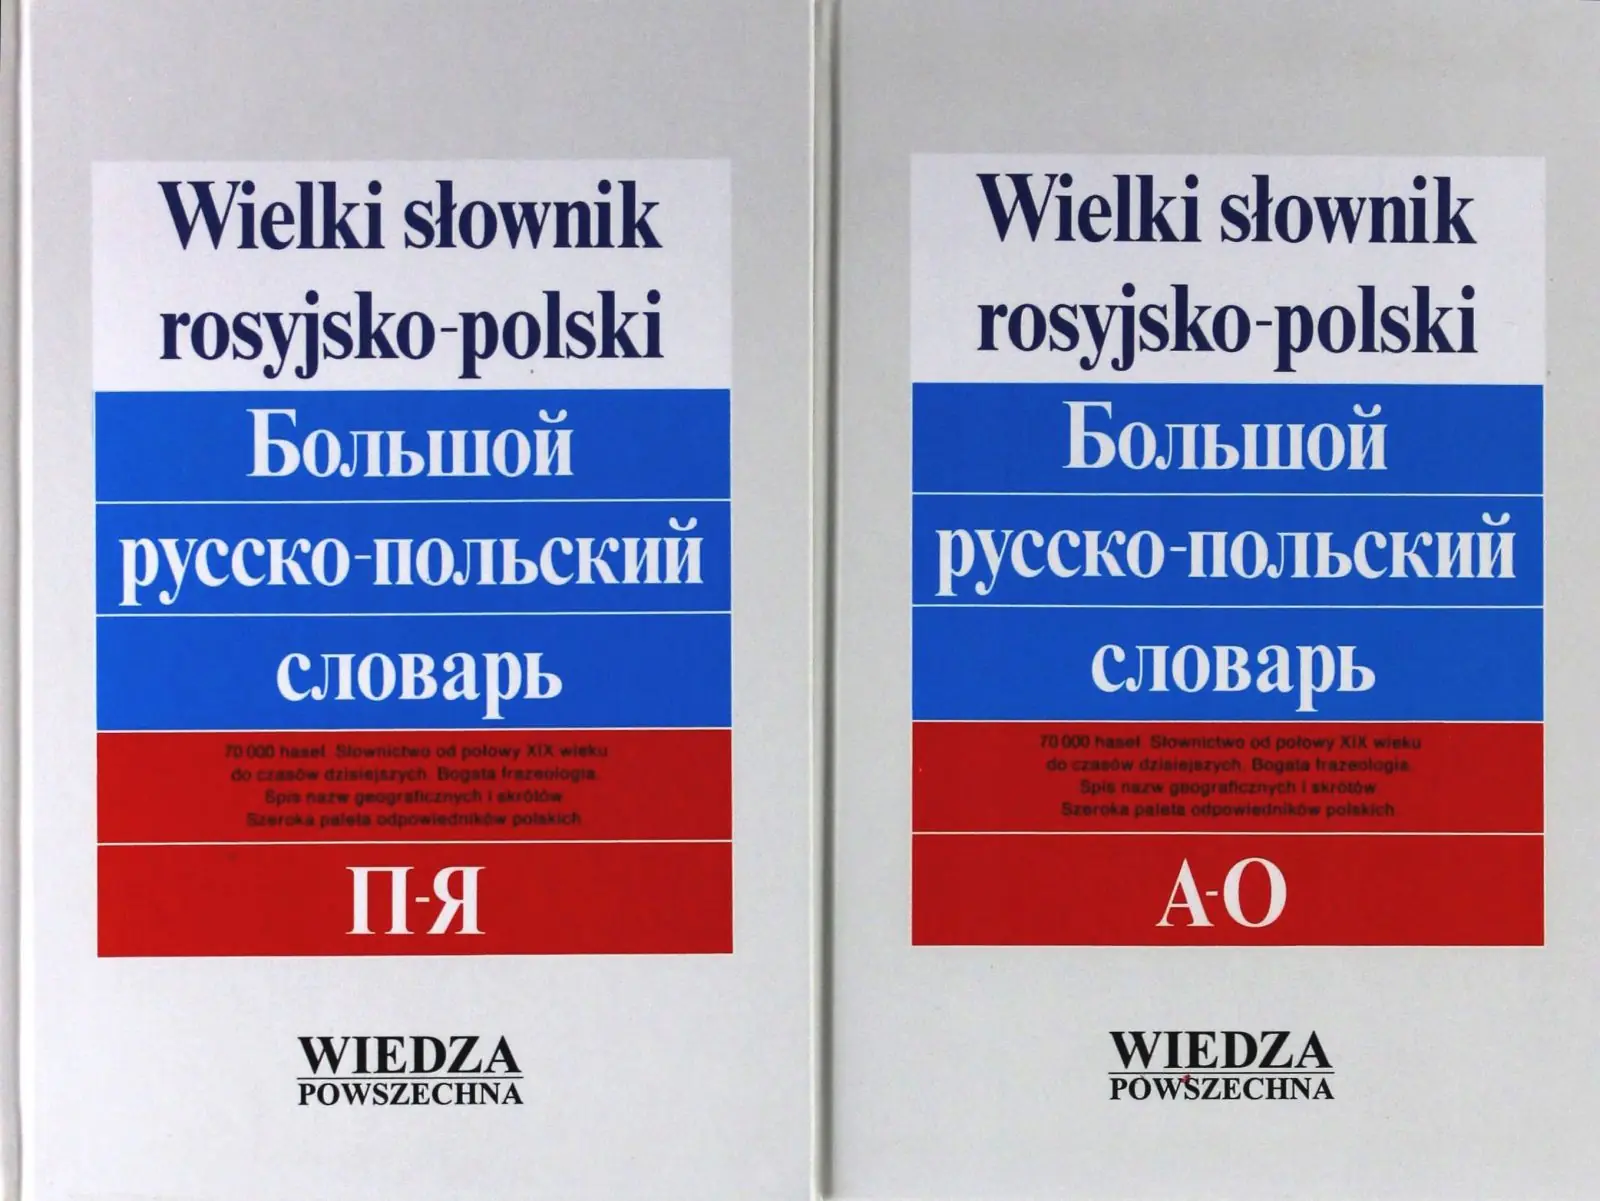 Wielki słownik
rosyjsko-polski
Большой
русско-польский
словарь
70 000 haseł. Słownictwo od połowy XIX wieku
do czasów dzisiejszych. Bogata frazeologia.
Spis nazw geograficznych i skrótów
Szeroka paleta odpowiedników polskich
П-Я
WIEDZA
POWSZECHNA
Wielki słownik
rosyjsko-polski
Большой
русско-польский
словарь
70 000 haseł. Słownictwo od połowy XIX wieku
do czasów dzisiejszych. Bogata frazeologia.
Spis nazw geograficznych i skrótów
Szeroka paleta odpowiedników polskich
А-О
WIEDZA
POWSZECHNA